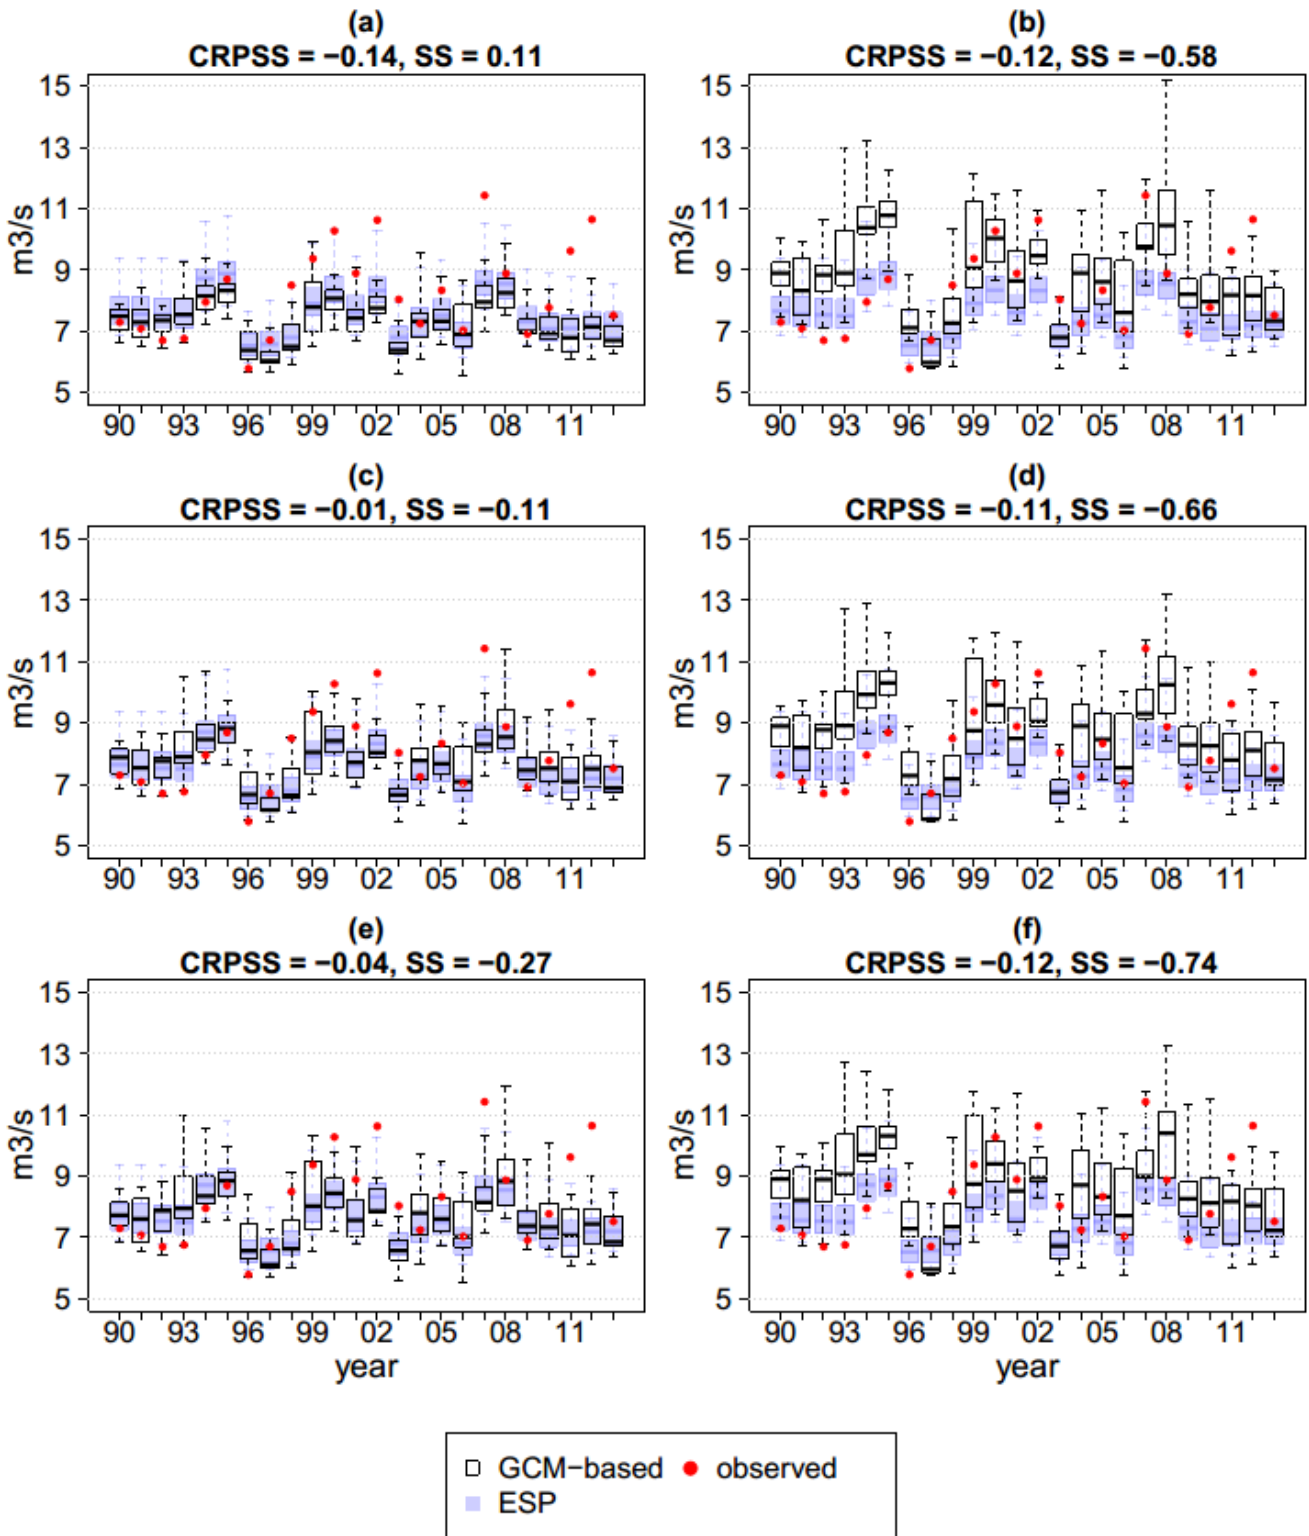 (a)
CRPSS = −0.14, SS = 0.11
m3/s
15
13
11
9
7
5
90 93 96 99 02 05 08 11
(b)
CRPSS = −0.12, SS = −0.58
m3/s
15
13
11
9
7
5
90 93 96 99 02 05 08 11
(c)
CRPSS = −0.01, SS = −0.11
m3/s
15
13
11
9
7
5
90 93 96 99 02 05 08 11
(d)
CRPSS = −0.11, SS = −0.66
m3/s
15
13
11
9
7
5
90 93 96 99 02 05 08 11
(e)
CRPSS = −0.04, SS = −0.27
m3/s
15
13
11
9
7
5
90 93 96 99 02 05 08 11
year
(f)
CRPSS = −0.12, SS = −0.74
m3/s
15
13
11
9
7
5
90 93 96 99 02 05 08 11
year
GCM−based observed
ESP